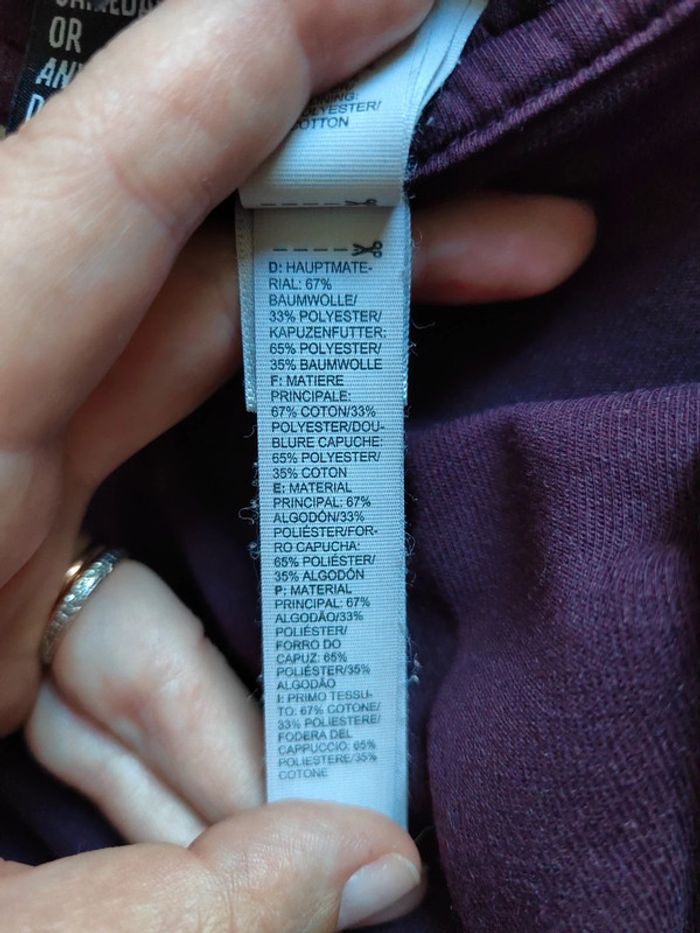 OR
COTTON
D: HAUPTMATE-
RIAL: 67%
BAUMWOLLE/
33% POLYESTER/
KAPUZENFUTTER:
65% POLYESTER/
35% BAUMWOLLE
F: MATIERE
PRINCIPALE:
67% COTON/33%
POLYESTER/DOU-
BLURE CAPUCHE:
65% POLYESTER/
35% COTON
E: MATERIAL
PRINCIPAL: 67%
ALGODÓN/33%
POLIÉSTER/FOR-
RO CAPUCHA:
65% POLIÉSTER/
35% ALGODÓN
P: MATERIAL
PRINCIPAL: 67%
ALGODÃO/33%
POLIÉSTER/
FORRO DO
CAPUZ: 65%
POLIÉSTER/35%
ALGODÃO
I: PRIMO TESSU-
TO: 67% COTONE/
33% POLIESTERE/
FODERA DEL
CAPPUCCIO: 65%
POLIESTERE/35%
COTONE